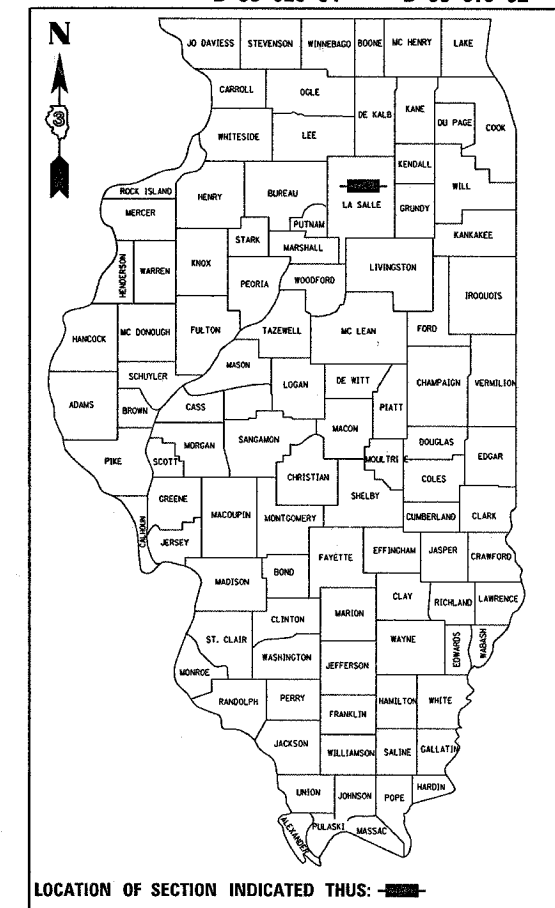 N
3
JO DAVIESS STEVENSON WINNEBAGO BOONE MC HENRY LAKE
CARROLL OGLE DE KALB KANE DU PAGE COOK
WHITESIDE LEE
KENDALL
WILL
ROCK ISLAND HENRY BUREAU LA SALLE GRUNDY
MERCER PUTNAM
KANKAKEE
STARK MARSHALL
HENDERSON WARREN KNOX PEORIA WOODFORD LIVINGSTON IROQUOIS
HANCOCK MC DONOUGH FULTON TAZEWELL MC LEAN FORD
MASON
SCHUYLER LOGAN DE WITT CHAMPAIGN VERMILION
ADAMS BROWN CASS PIATT
MACON
MORGAN SANGAMON DOUGLAS
PIKE SCOTT MOULTRIE EDGAR
CHRISTIAN COLES
GREENE SHELBY
CALHOUN MACOUPIN MONTGOMERY CUMBERLAND CLARK
JERSEY
FAYETTE EFFINGHAM JASPER CRAWFORD
MADISON BOND
CLAY RICHLAND LAWRENCE
CLINTON MARION
ST. CLAIR WAYNE EDWARDS WABASH
WASHINGTON JEFFERSON
MONROE
RANDOLPH PERRY HAMILTON WHITE
FRANKLIN
JACKSON WILLIAMSON SALINE GALLATIN
UNION JOHNSON POPE HARDIN
ALEXANDER PULASKI MASSAC
LOCATION OF SECTION INDICATED THUS: